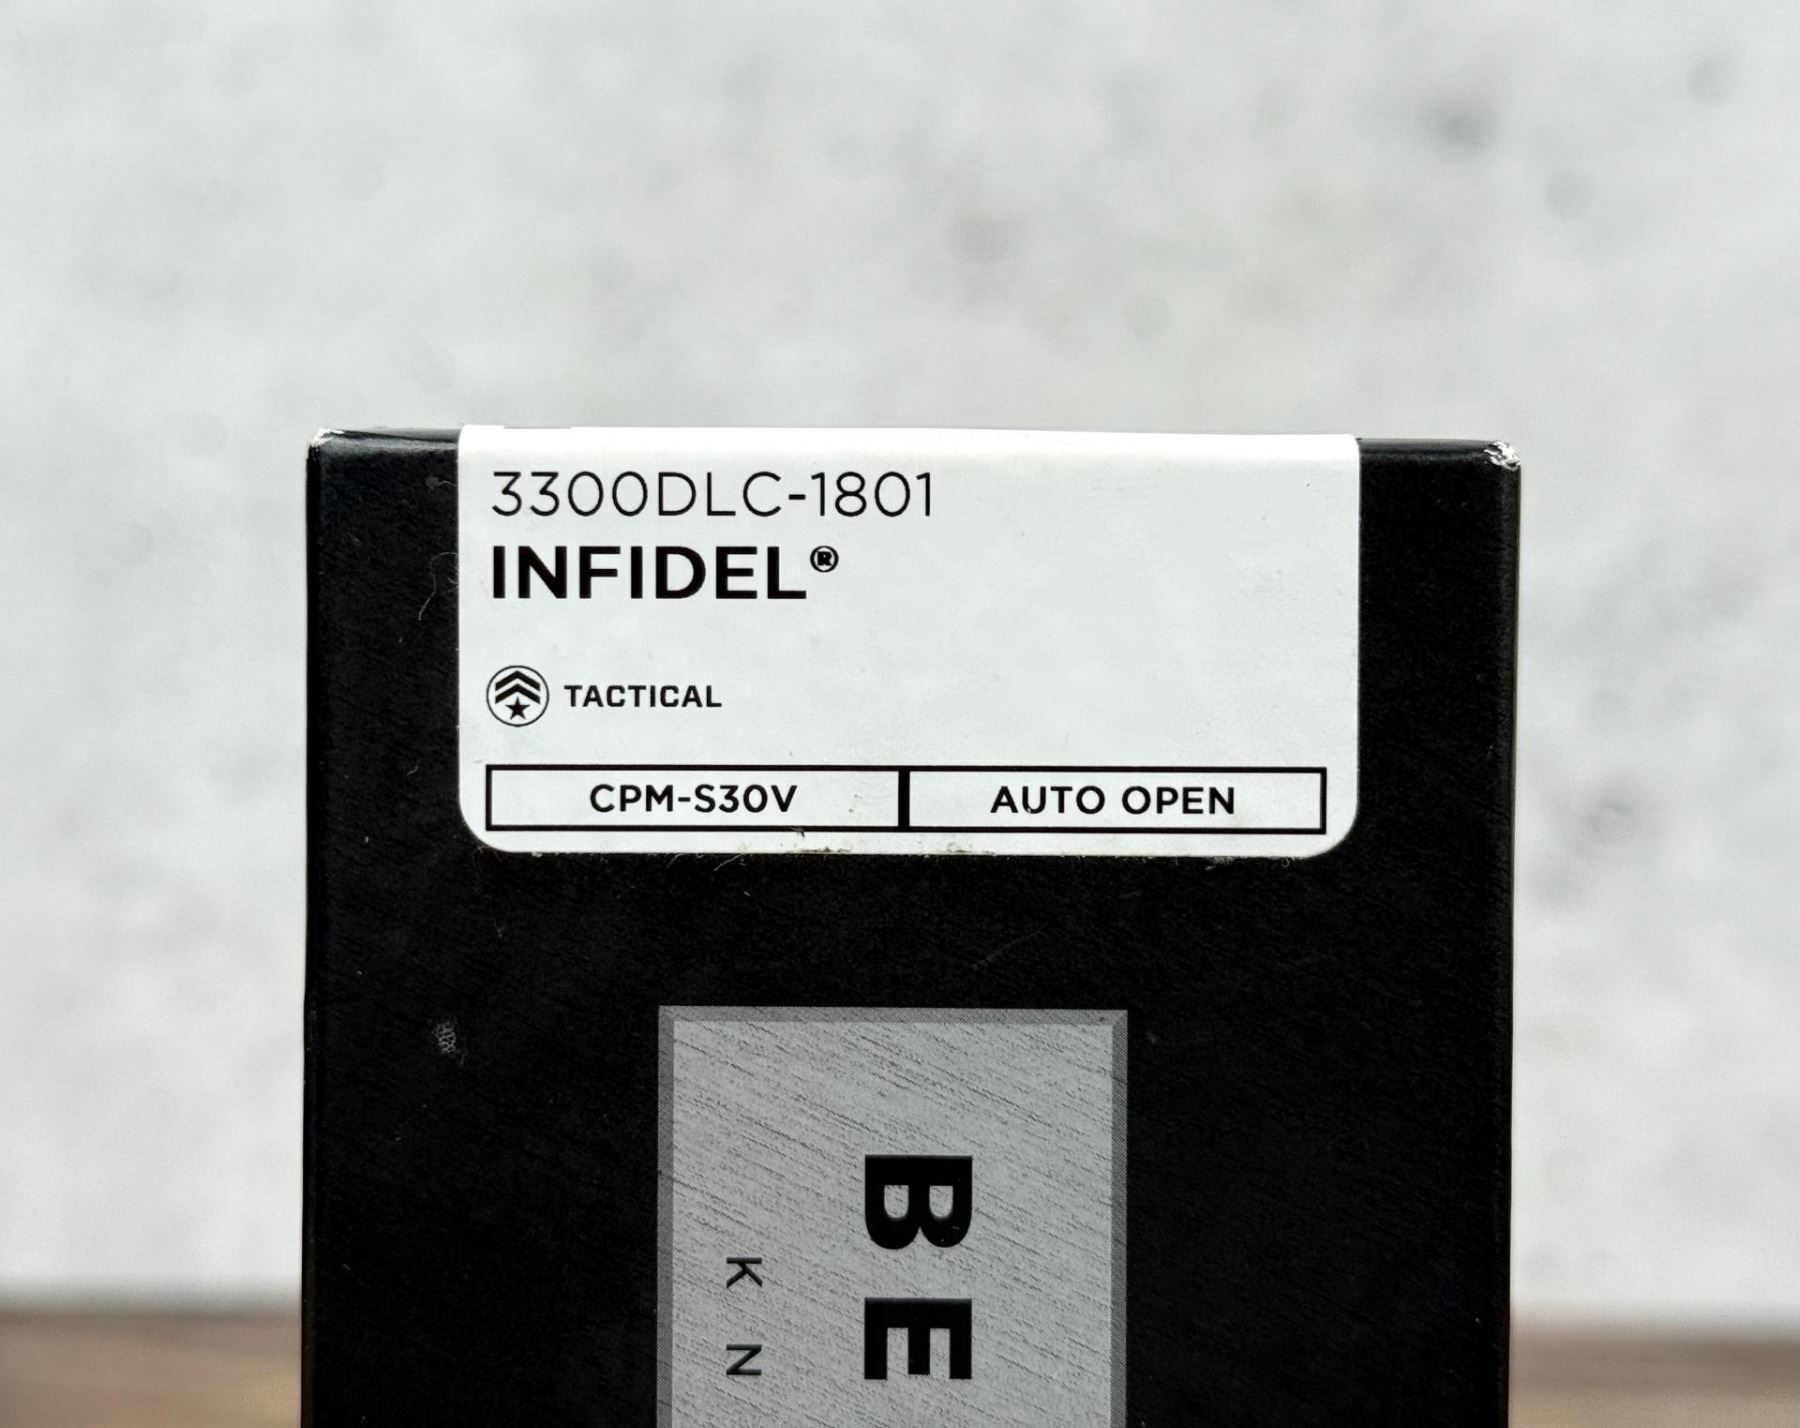 3300DLC-1801
INFIDEL®
TACTICAL
CPM-S30V
AUTO OPEN
BE
KN